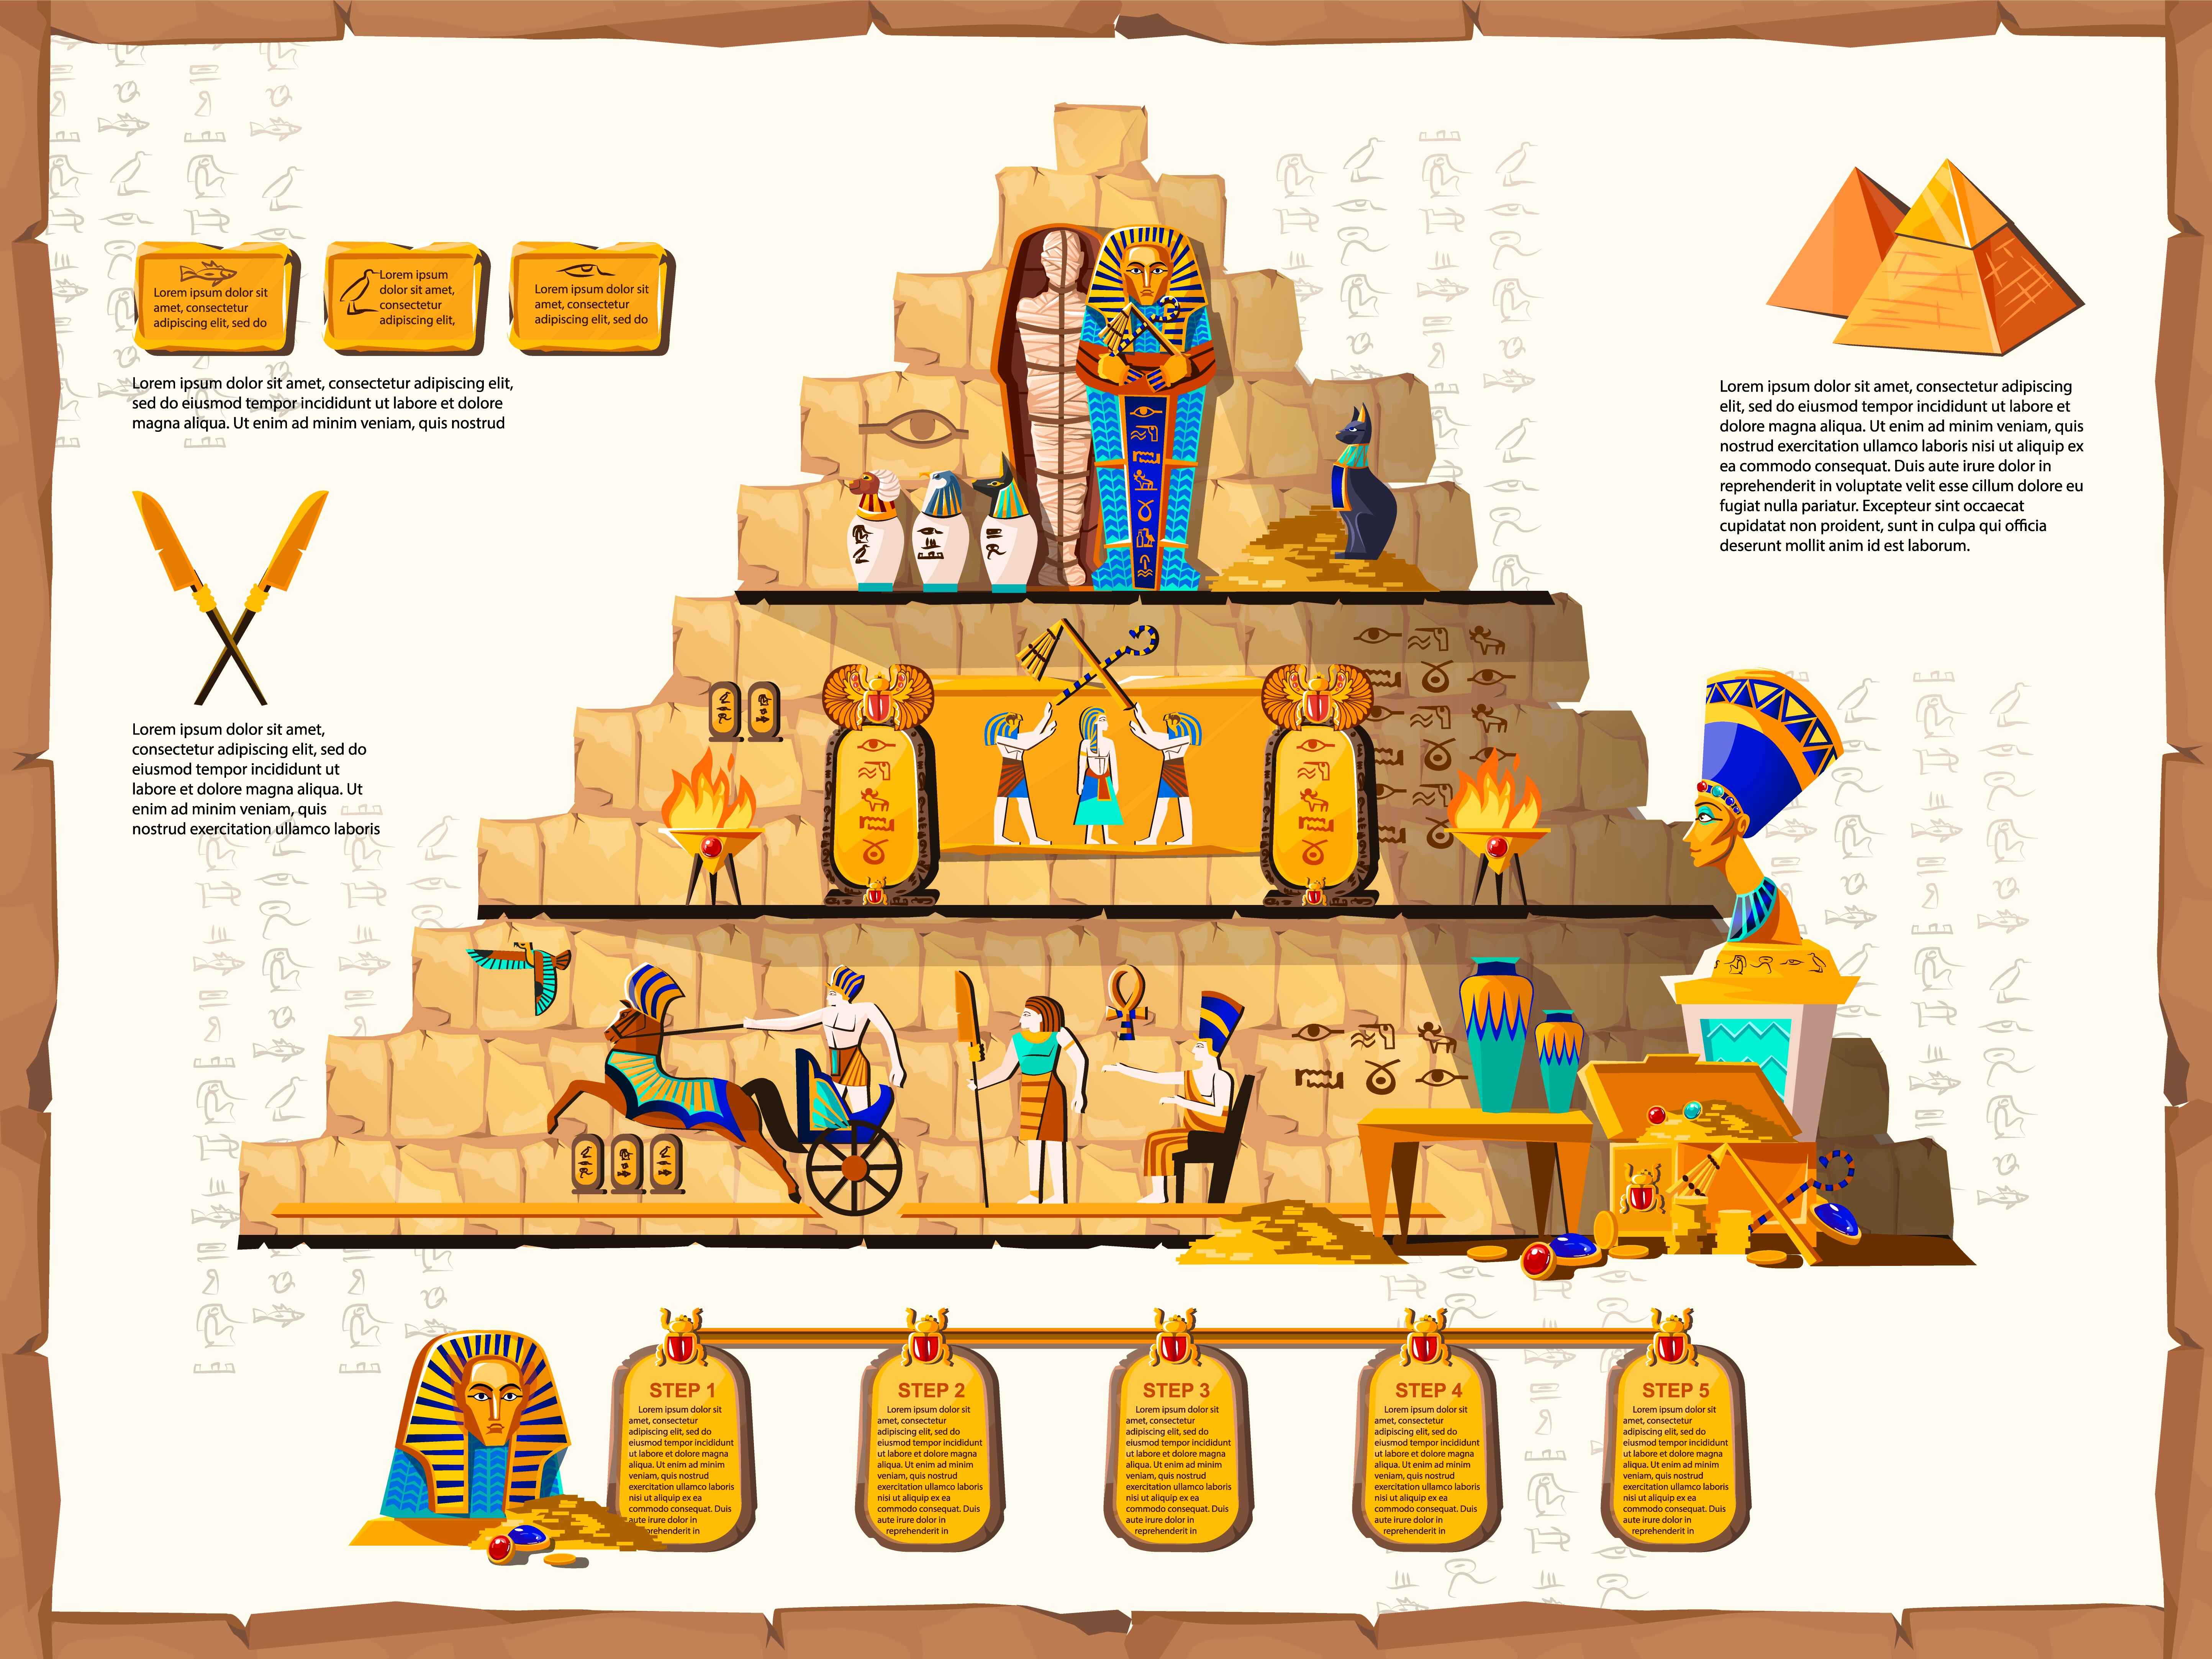 Lorem ipsum dolor sit
amet, consectetur
adipiscing elit, sed do
Lorem ipsum
dolor sit amet,
consectetur
adipiscing elit,
Lorem ipsum dolor sit
amet, consectetur
adipiscing elit, sed do
Lorem ipsum dolor sit amet, consectetur adipiscing elit,
sed do eiusmod tempor incididunt ut labore et dolore
magna aliqua. Ut enim ad minim veniam, quis nostrud
Lorem ipsum dolor sit amet, consectetur adipiscing
elit, sed do eiusmod tempor incididunt ut labore et
dolore magna aliqua. Ut enim ad minim veniam, quis
nostrud exercitation ullamco laboris nisi ut aliquip ex
ea commodo consequat. Duis aute irure dolor in
reprehenderit in voluptate velit esse cillum dolore eu
fugiat nulla pariatur. Excepteur sint occaecat
cupidatat non proident, sunt in culpa qui officia
deserunt mollit anim id est laborum.
Lorem ipsum dolor sit amet,
consectetur adipiscing elit, sed do
eiusmod tempor incididunt ut
labore et dolore magna aliqua. Ut
enim ad minim veniam, quis
nostrud exercitation ullamco laboris
STEP 1
Lorem ipsum dolor sit
amet, consectetur
adipiscing elit, sed do
eiusmod tempor incididunt
ut labore et dolore magna
aliqua. Ut enim ad minim
veniam, quis nostrud
exercitation ullamco laboris
nisi ut aliquip ex ea
commodo consequat. Duis
aute irure dolor in
reprehenderit in
STEP 2
Lorem ipsum dolor sit
amet, consectetur
adipiscing elit, sed do
eiusmod tempor incididunt
ut labore et dolore magna
aliqua. Ut enim ad minim
veniam, quis nostrud
exercitation ullamco laboris
nisi ut aliquip ex ea
commodo consequat. Duis
aute irure dolor in
reprehenderit in
STEP 3
Lorem ipsum dolor sit
amet, consectetur
adipiscing elit, sed do
eiusmod tempor incididunt
ut labore et dolore magna
aliqua. Ut enim ad minim
veniam, quis nostrud
exercitation ullamco laboris
nisi ut aliquip ex ea
commodo consequat. Duis
aute irure dolor in
reprehenderit in
STEP 4
Lorem ipsum dolor sit
amet, consectetur
adipiscing elit, sed do
eiusmod tempor incididunt
ut labore et dolore magna
aliqua. Ut enim ad minim
veniam, quis nostrud
exercitation ullamco laboris
nisi ut aliquip ex ea
commodo consequat. Duis
aute irure dolor in
reprehenderit in
STEP 5
Lorem ipsum dolor sit
amet, consectetur
adipiscing elit, sed do
eiusmod tempor incididunt
ut labore et dolore magna
aliqua. Ut enim ad minim
veniam, quis nostrud
exercitation ullamco laboris
nisi ut aliquip ex ea
commodo consequat. Duis
aute irure dolor in
reprehenderit in